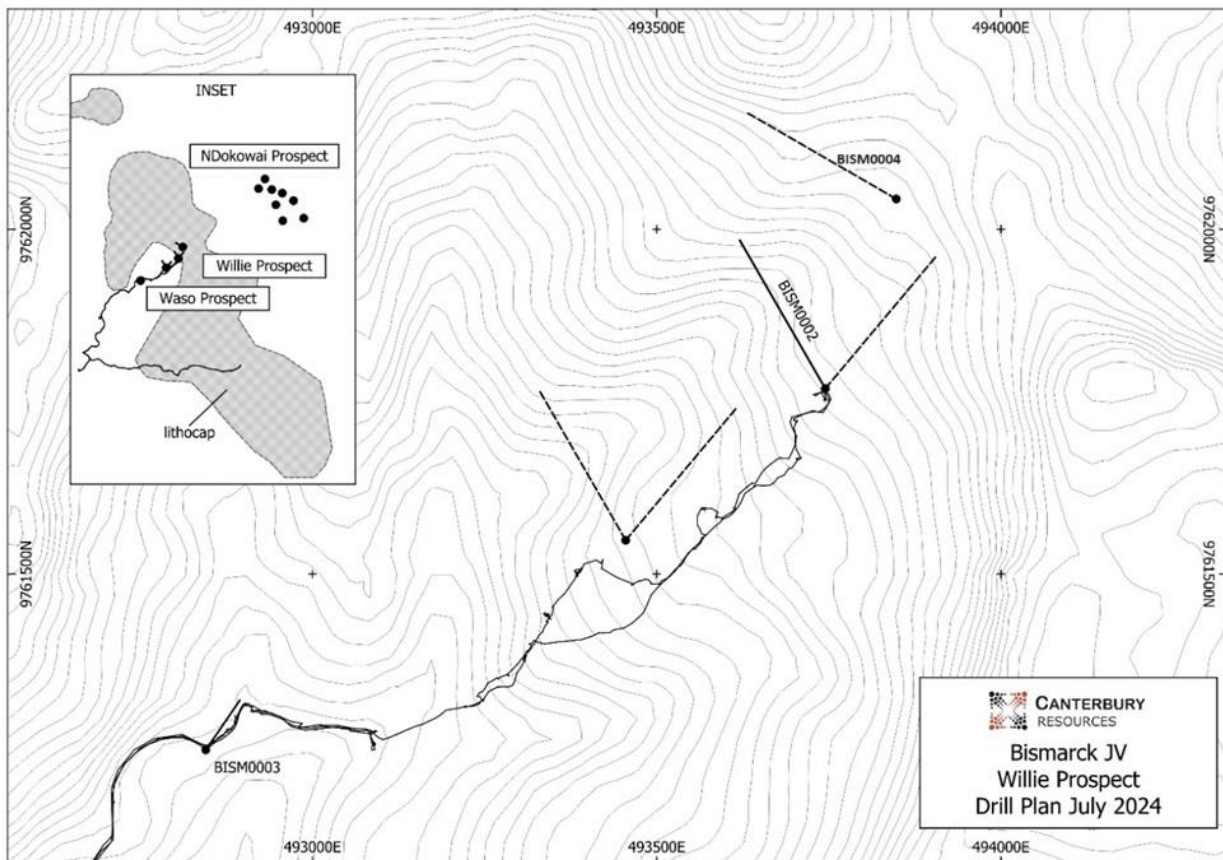 493000E
493500E
494000E
INSET
NDokowai Prospect
Willie Prospect
Waso Prospect
lithocap
BISM0004
9762000N
9762000N
BISM0002
9761500N
9761500N
BISM0003
CANTERBURY
RESOURCES
Bismarck JV
Willie Prospect
Drill Plan July 2024
493000E
493500E
494000E